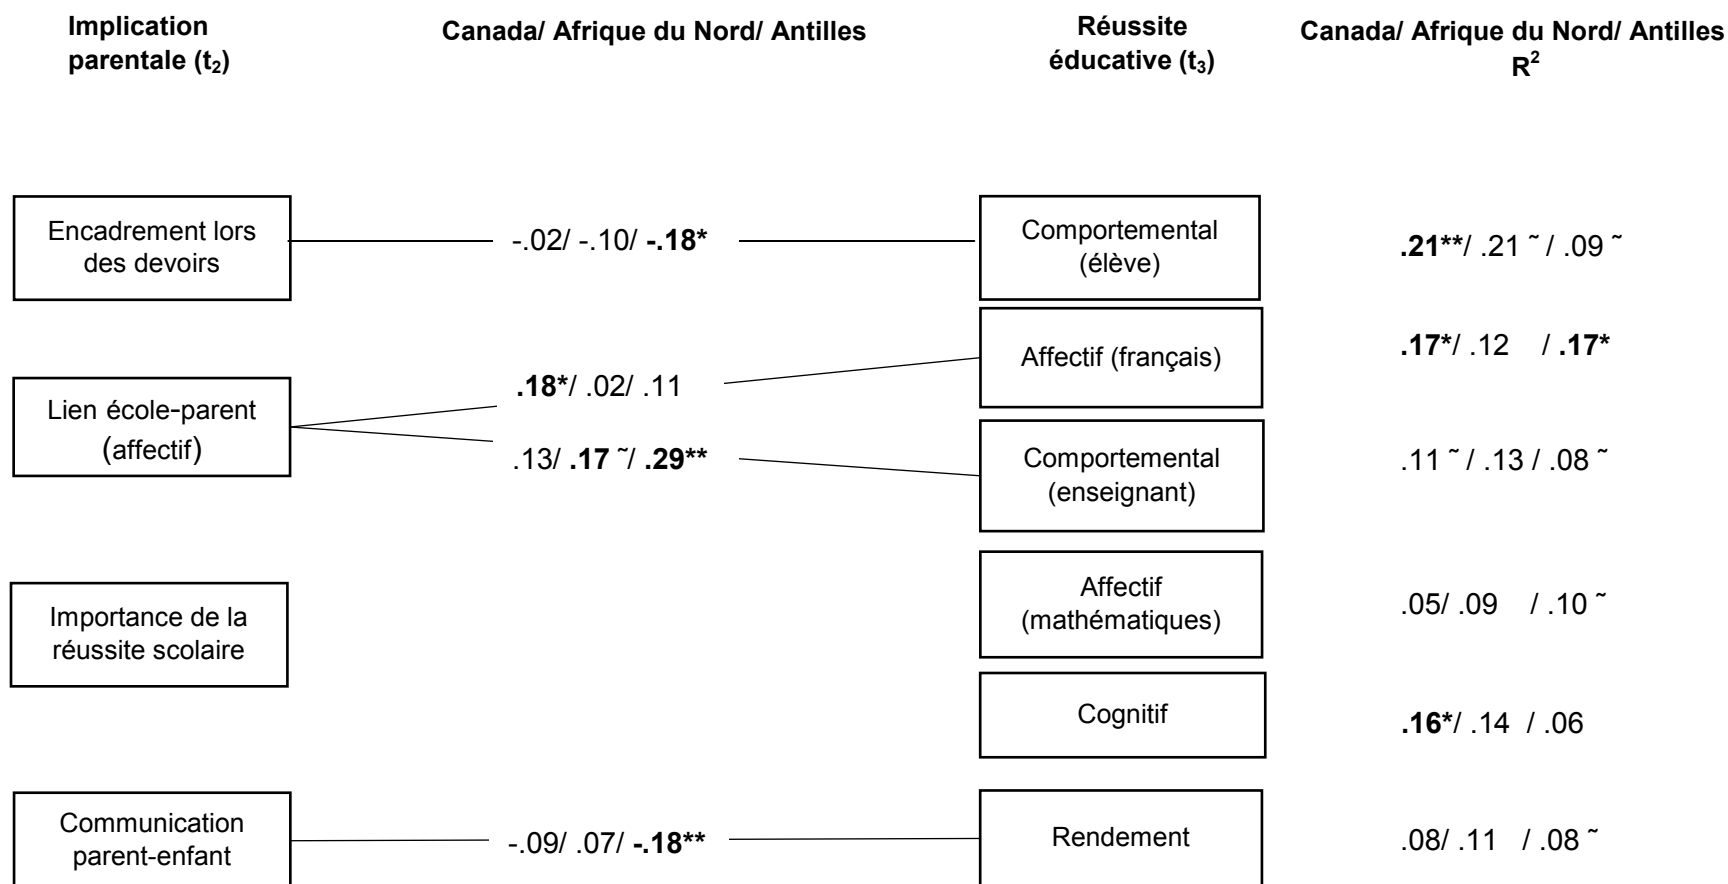 Implication
parentale (t₂)
Canada/ Afrique du Nord/ Antilles
Réussite
éducative (t₃)
Canada/ Afrique du Nord/ Antilles
R²
Encadrement lors
des devoirs
-.02/ -.10/ -.18*
Comportemental
(élève)
.21**/ .21 ˜ / .09 ˜
Lien école-parent
(affectif)
.18*/ .02/ .11
Affectif (français)
.17*/ .12 / .17*
.13/ .17 ˜/ .29**
Comportemental
(enseignant)
.11 ˜ / .13 / .08 ˜
Importance de la
réussite scolaire
Affectif
(mathématiques)
.05/ .09 / .10 ˜
Cognitif
.16*/ .14 / .06
Communication
parent-enfant
-.09/ .07/ -.18**
Rendement
.08/ .11 / .08 ˜